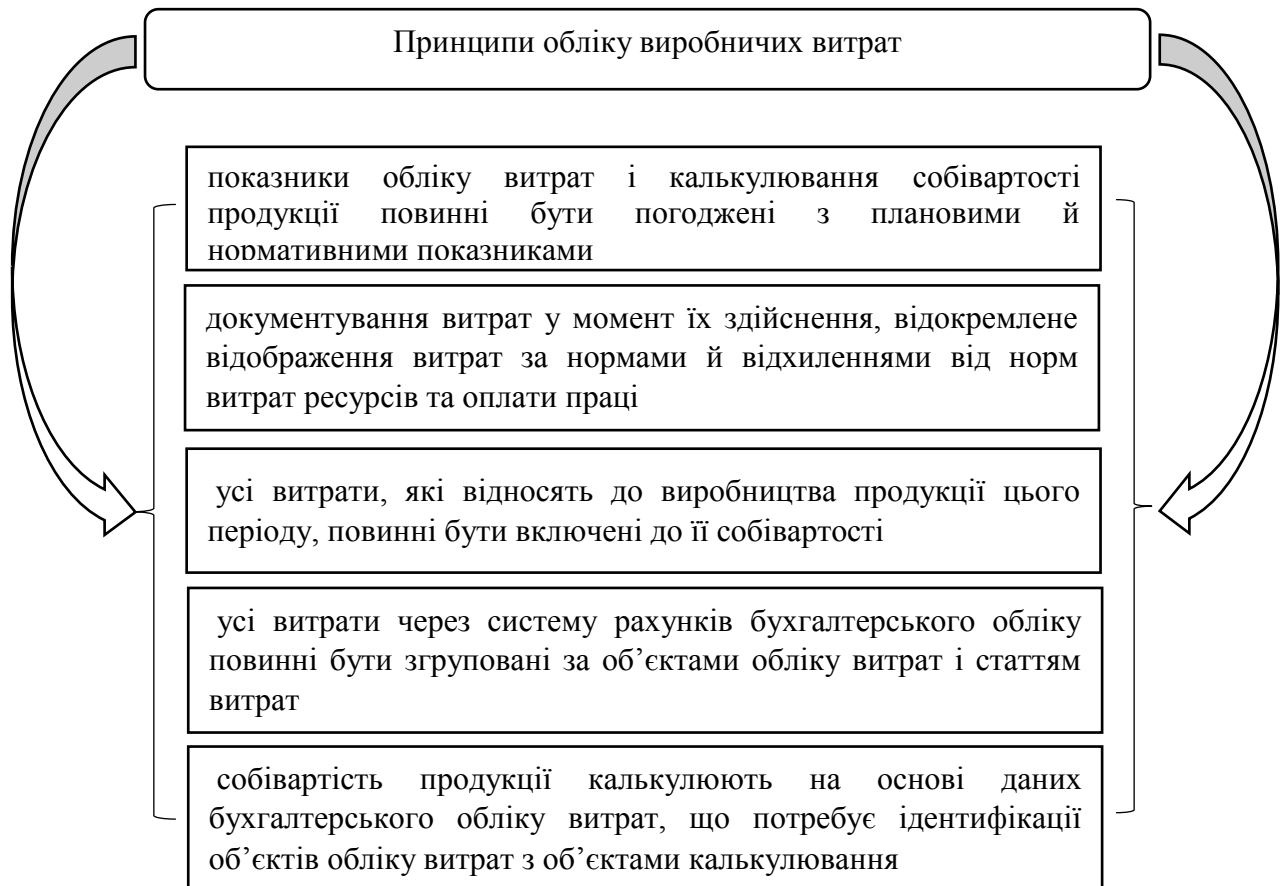 Принципи обліку виробничих витрат
показники обліку витрат і калькулювання собівартості
продукції повинні бути погоджені з плановими й
нормативними показниками
документування витрат у момент їх здійснення, відокремлене
відображення витрат за нормами й відхиленнями від норм
витрат ресурсів та оплати праці
усі витрати, які відносять до виробництва продукції цього
періоду, повинні бути включені до її собівартості
усі витрати через систему рахунків бухгалтерського обліку
повинні бути згруповані за об’єктами обліку витрат і статтям
витрат
собівартість продукції калькулюють на основі даних
бухгалтерського обліку витрат, що потребує ідентифікації
об’єктів обліку витрат з об’єктами калькулювання